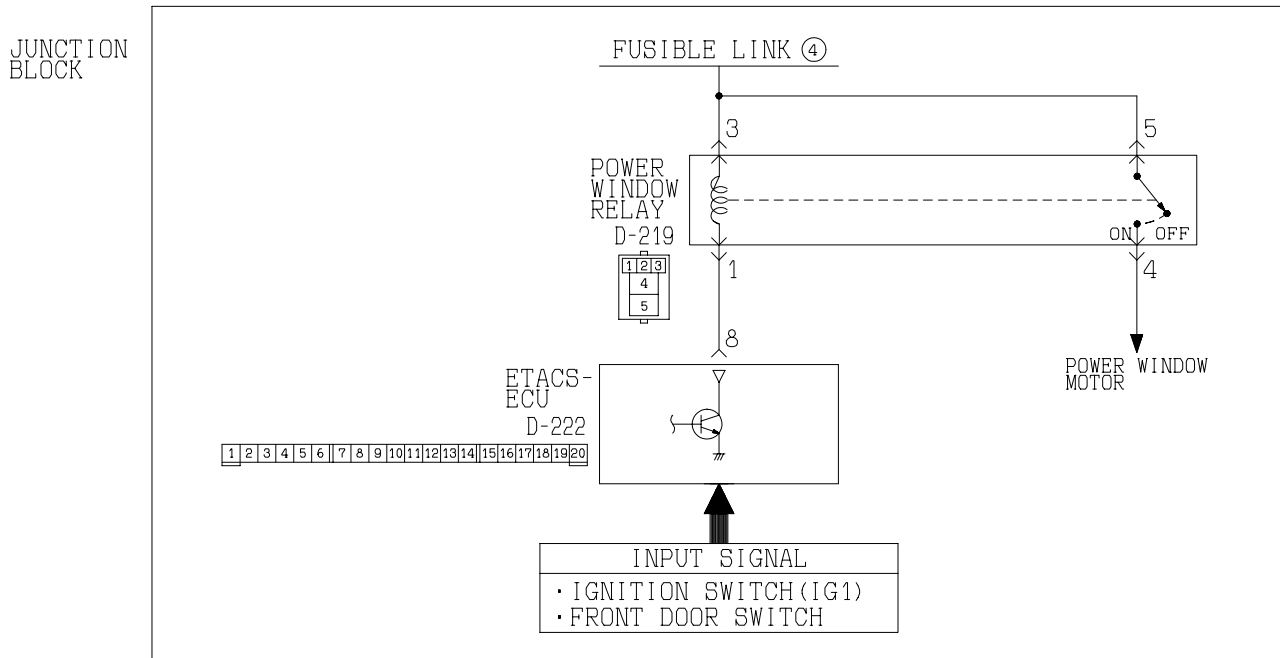 JUNCTION
BLOCK
FUSIBLE LINK ④
3
5
POWER
WINDOW
RELAY
D-219
ON OFF
1 2 3
4
5
1
4
8
POWER WINDOW
MOTOR
ETACS-
ECU
D-222
1 2 3 4 5 6 7 8 9 10 11 12 13 14 15 16 17 18 19 20
INPUT SIGNAL
・IGNITION SWITCH(IG1)
・FRONT DOOR SWITCH